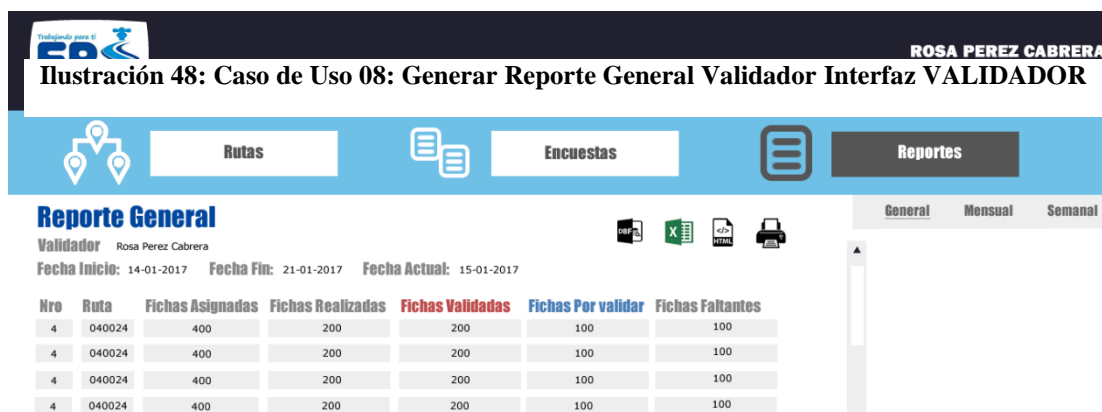 Trabajando para ti
ROSA PEREZ CABRERA
Ilustración 48: Caso de Uso 08: Generar Reporte General Validador Interfaz VALIDADOR
Rutas
Encuestas
Reportes
Reporte General
DBF
X
</>
HTML
General Mensual Semanal
Validador Rosa Perez Cabrera
Fecha Inicio: 14-01-2017 Fecha Fin: 21-01-2017 Fecha Actual: 15-01-2017
Nro Ruta Fichas Asignadas Fichas Realizadas Fichas Validadas Fichas Por validar Fichas Faltantes
4 040024 400 200 200 100 100
4 040024 400 200 200 100 100
4 040024 400 200 200 100 100
4 040024 400 200 200 100 100